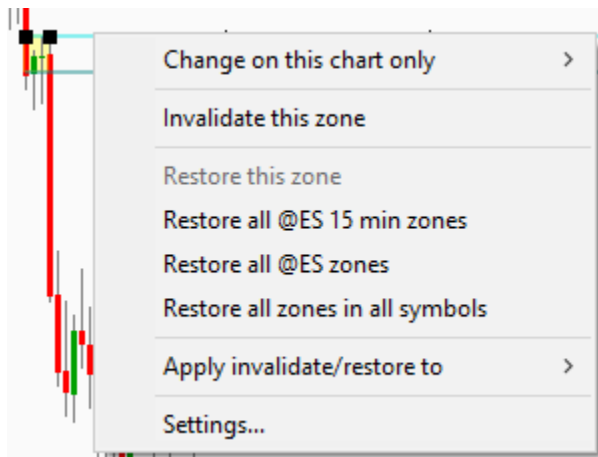 Change on this chart only
Invalidate this zone
Restore this zone
Restore all @ES 15 min zones
Restore all @ES zones
Restore all zones in all symbols
Apply invalidate/restore to
Settings...